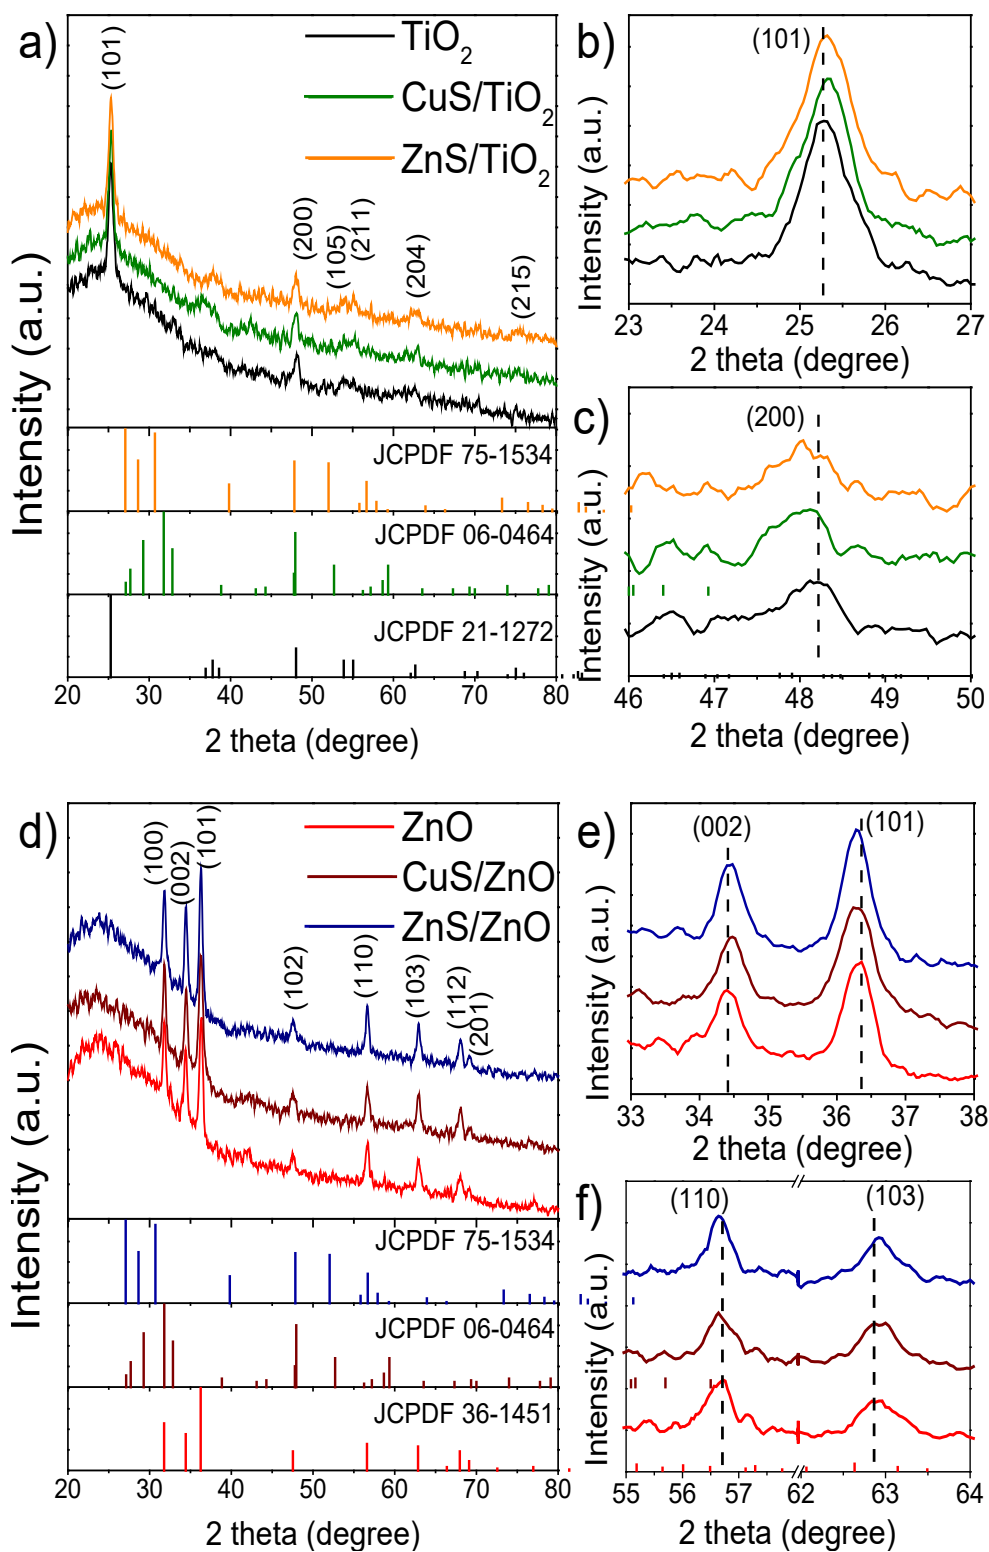 a)
TiO2
CuS/TiO2
ZnS/TiO2
(101)
(200)
(105)
(211)
(204)
(215)
Intensity (a.u.)
JCPDF 75-1534
JCPDF 06-0464
JCPDF 21-1272
20 30 40 50 60 70 80
2 theta (degree)
b)
(101)
Intensity (a.u.)
23 24 25 26 27
2 theta (degree)
c)
(200)
Intensity (a.u.)
46 47 48 49 50
2 theta (degree)
d)
ZnO
CuS/ZnO
ZnS/ZnO
(100)
(002)
(101)
(102)
(110)
(103)
(112)
(201)
Intensity (a.u.)
JCPDF 75-1534
JCPDF 06-0464
JCPDF 36-1451
20 30 40 50 60 70 80
2 theta (degree)
e)
(002)
(101)
Intensity (a.u.)
33 34 35 36 37 38
2 theta (degree)
f)
(110)
(103)
Intensity (a.u.)
55 56 57 62 63 64
2 theta (degree)